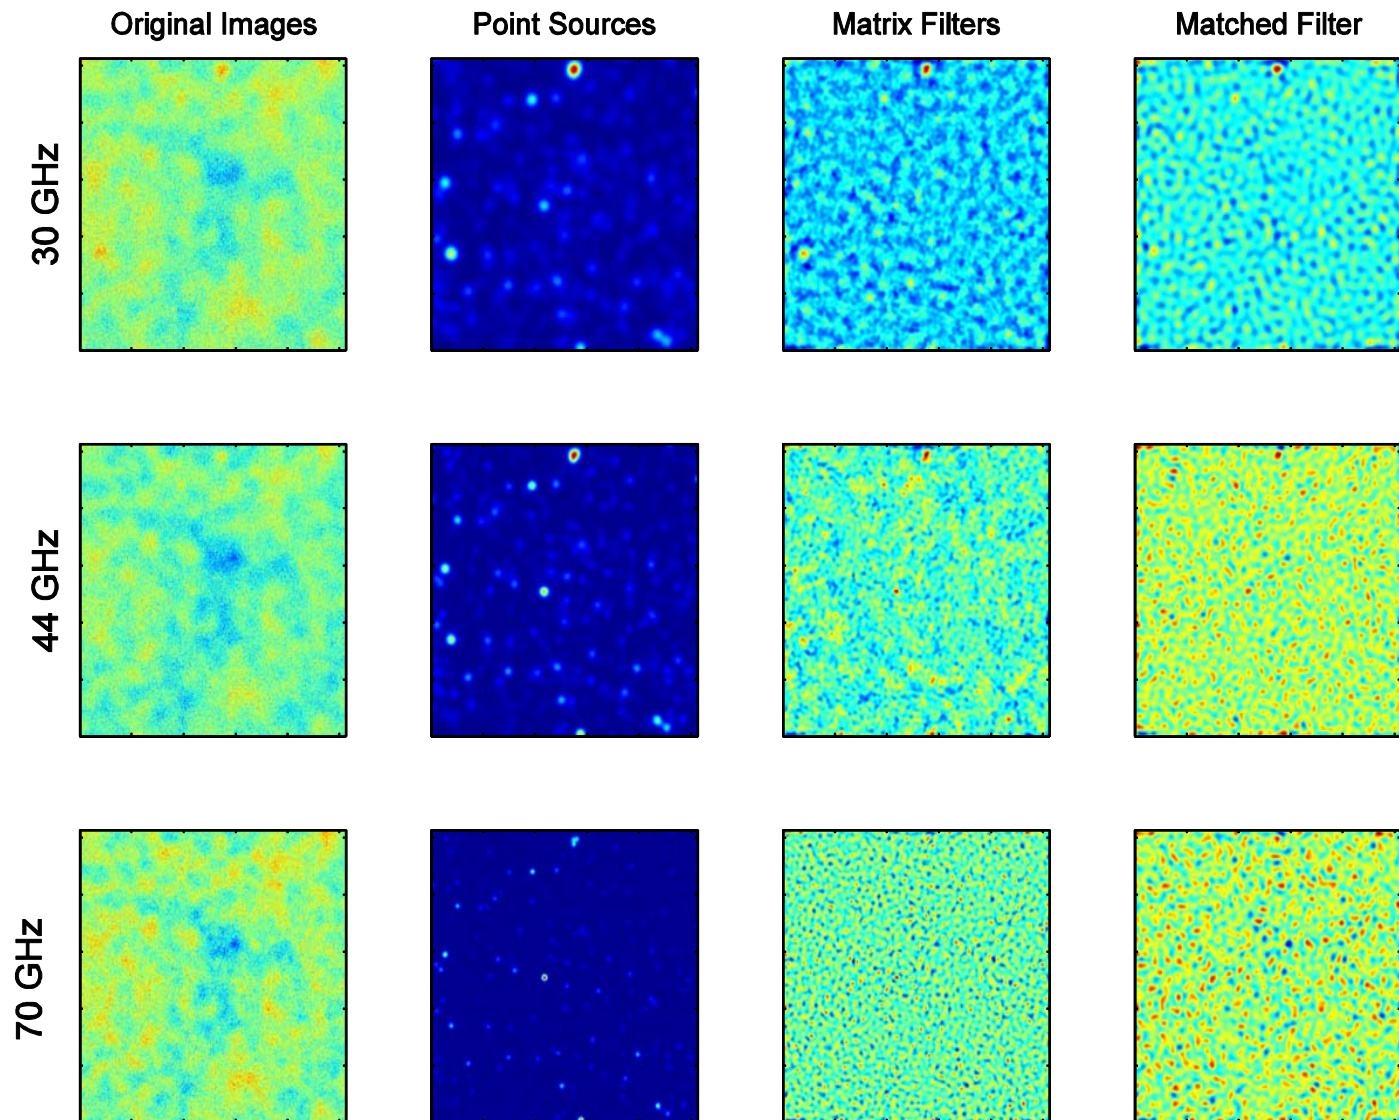 Original Images
Point Sources
Matrix Filters
Matched Filter
30 GHz
44 GHz
70 GHz